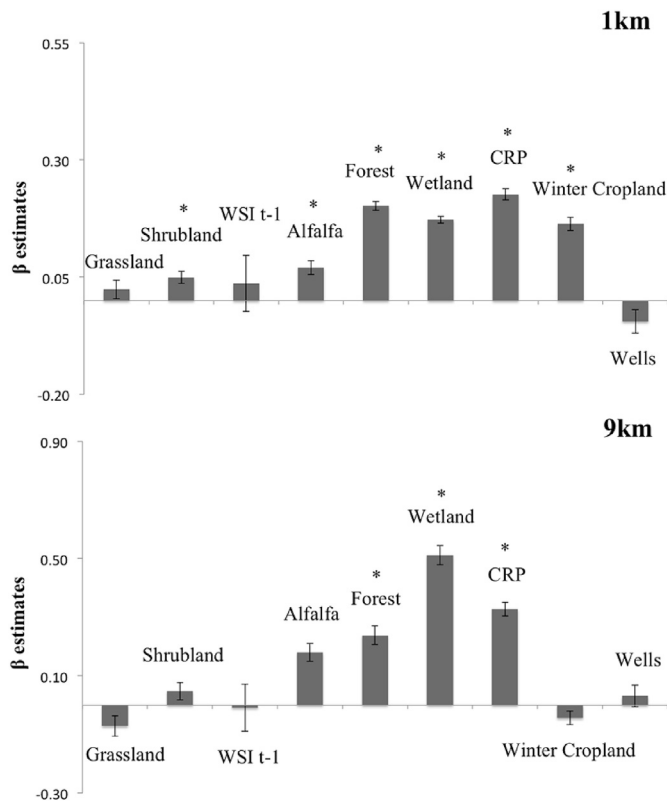 1km
0.55
*
*
*
Forest
*
Wetland
CRP
*
Winter Cropland
0.30
*
Shrubland
WSI t-1
*
Alfalfa
β estimates
Grassland
0.05
Wells
-0.20
9km
0.90
*
Wetland
*
CRP
0.50
*
Forest
Alfalfa
β estimates
Shrubland
Wells
0.10
Grassland
WSI t-1
Winter Cropland
-0.30